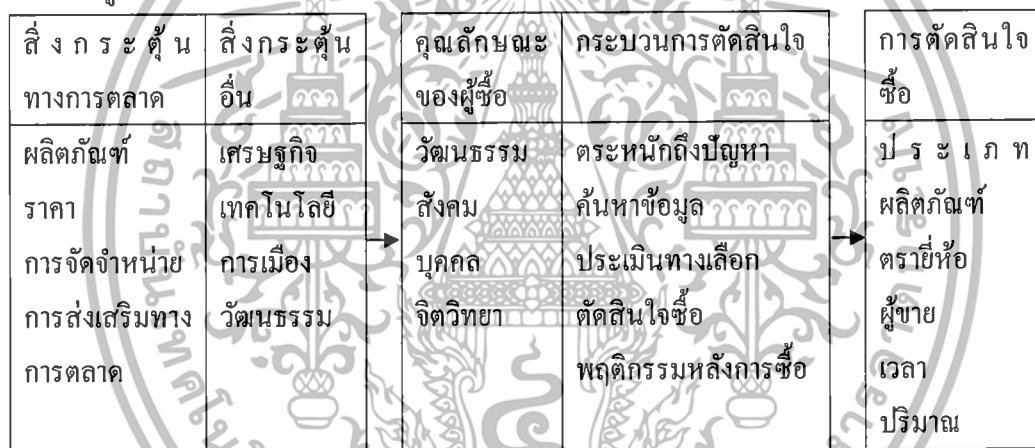 สิ่งกระตุ้น
ทางการตลาด
ผลิตภัณฑ์
ราคา
การจัดจำหน่าย
การส่งเสริมทาง
การตลาด
สิ่งกระตุ้น
อื่น
เศรษฐกิจ
เทคโนโลยี
การเมือง
วัฒนธรรม
คุณลักษณะ
ของผู้ซื้อ
วัฒนธรรม
สังคม
บุคคล
จิตวิทยา
กระบวนการตัดสินใจ
ตระหนักถึงปัญหา
ค้นหาข้อมูล
ประเมินทางเลือก
ตัดสินใจซื้อ
พฤติกรรมหลังการซื้อ
การตัดสินใจ
ซื้อ
ประเภท
ผลิตภัณฑ์
ตรายี่ห้อ
ผู้ขาย
เวลา
ปริมาณ